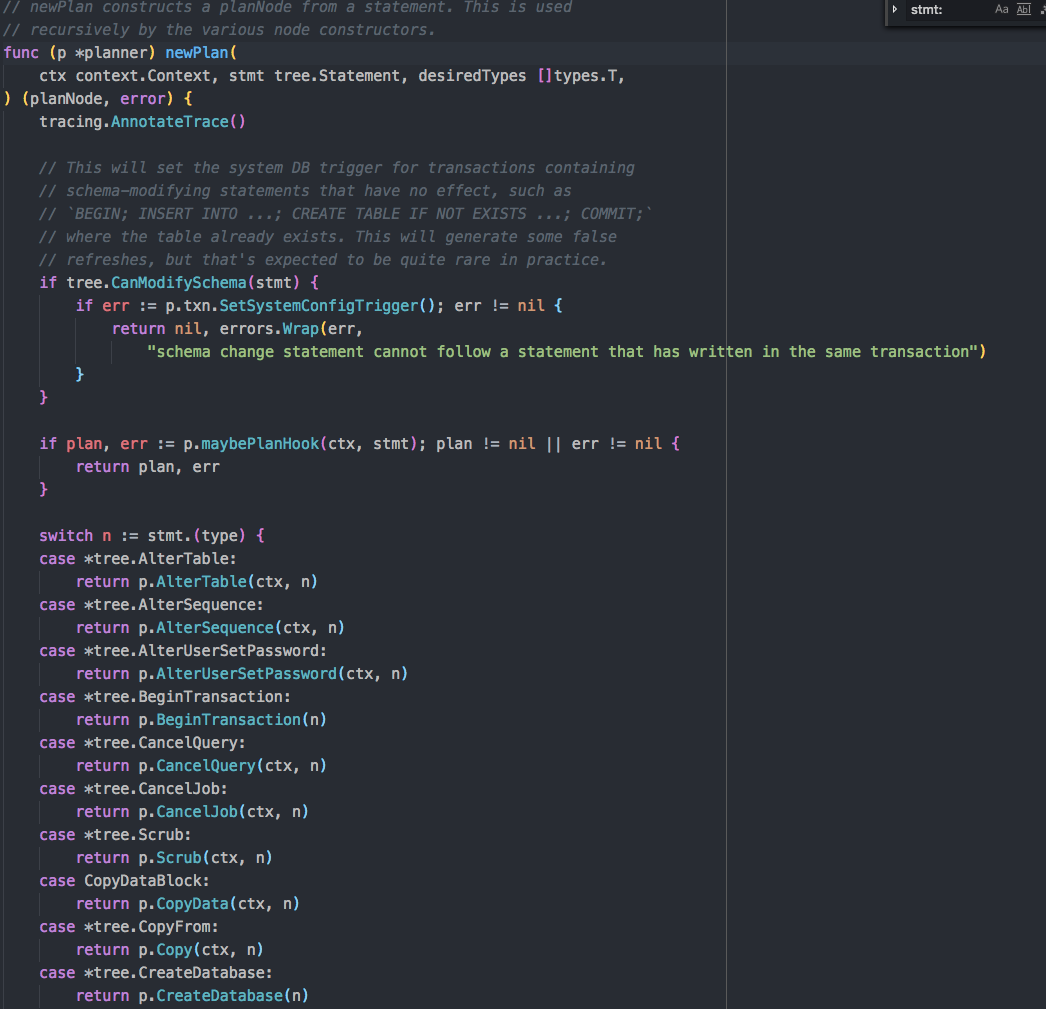 // newPlan constructs a planNode from a statement. This is used
// recursively by the various node constructors.
func (p *planner) newPlan(
    ctx context.Context, stmt tree.Statement, desiredTypes []types.T,
) (planNode, error) {
    tracing.AnnotateTrace()

    // This will set the system DB trigger for transactions containing
    // schema-modifying statements that have no effect, such as
    // `BEGIN; INSERT INTO ...; CREATE TABLE IF NOT EXISTS ...; COMMIT;`
    // where the table already exists. This will generate some false
    // refreshes, but that's expected to be quite rare in practice.
    if tree.CanModifySchema(stmt) {
        if err := p.txn.SetSystemConfigTrigger(); err != nil {
            return nil, errors.Wrap(err,
                "schema change statement cannot follow a statement that has written in the same transaction")
        }
    }

    if plan, err := p.maybePlanHook(ctx, stmt); plan != nil || err != nil {
        return plan, err
    }

    switch n := stmt.(type) {
    case *tree.AlterTable:
        return p.AlterTable(ctx, n)
    case *tree.AlterSequence:
        return p.AlterSequence(ctx, n)
    case *tree.AlterUserSetPassword:
        return p.AlterUserSetPassword(ctx, n)
    case *tree.BeginTransaction:
        return p.BeginTransaction(n)
    case *tree.CancelQuery:
        return p.CancelQuery(ctx, n)
    case *tree.CancelJob:
        return p.CancelJob(ctx, n)
    case *tree.Scrub:
        return p.Scrub(ctx, n)
    case CopyDataBlock:
        return p.CopyData(ctx, n)
    case *tree.CopyFrom:
        return p.Copy(ctx, n)
    case *tree.CreateDatabase:
        return p.CreateDatabase(n)
stmt: Aa Abl